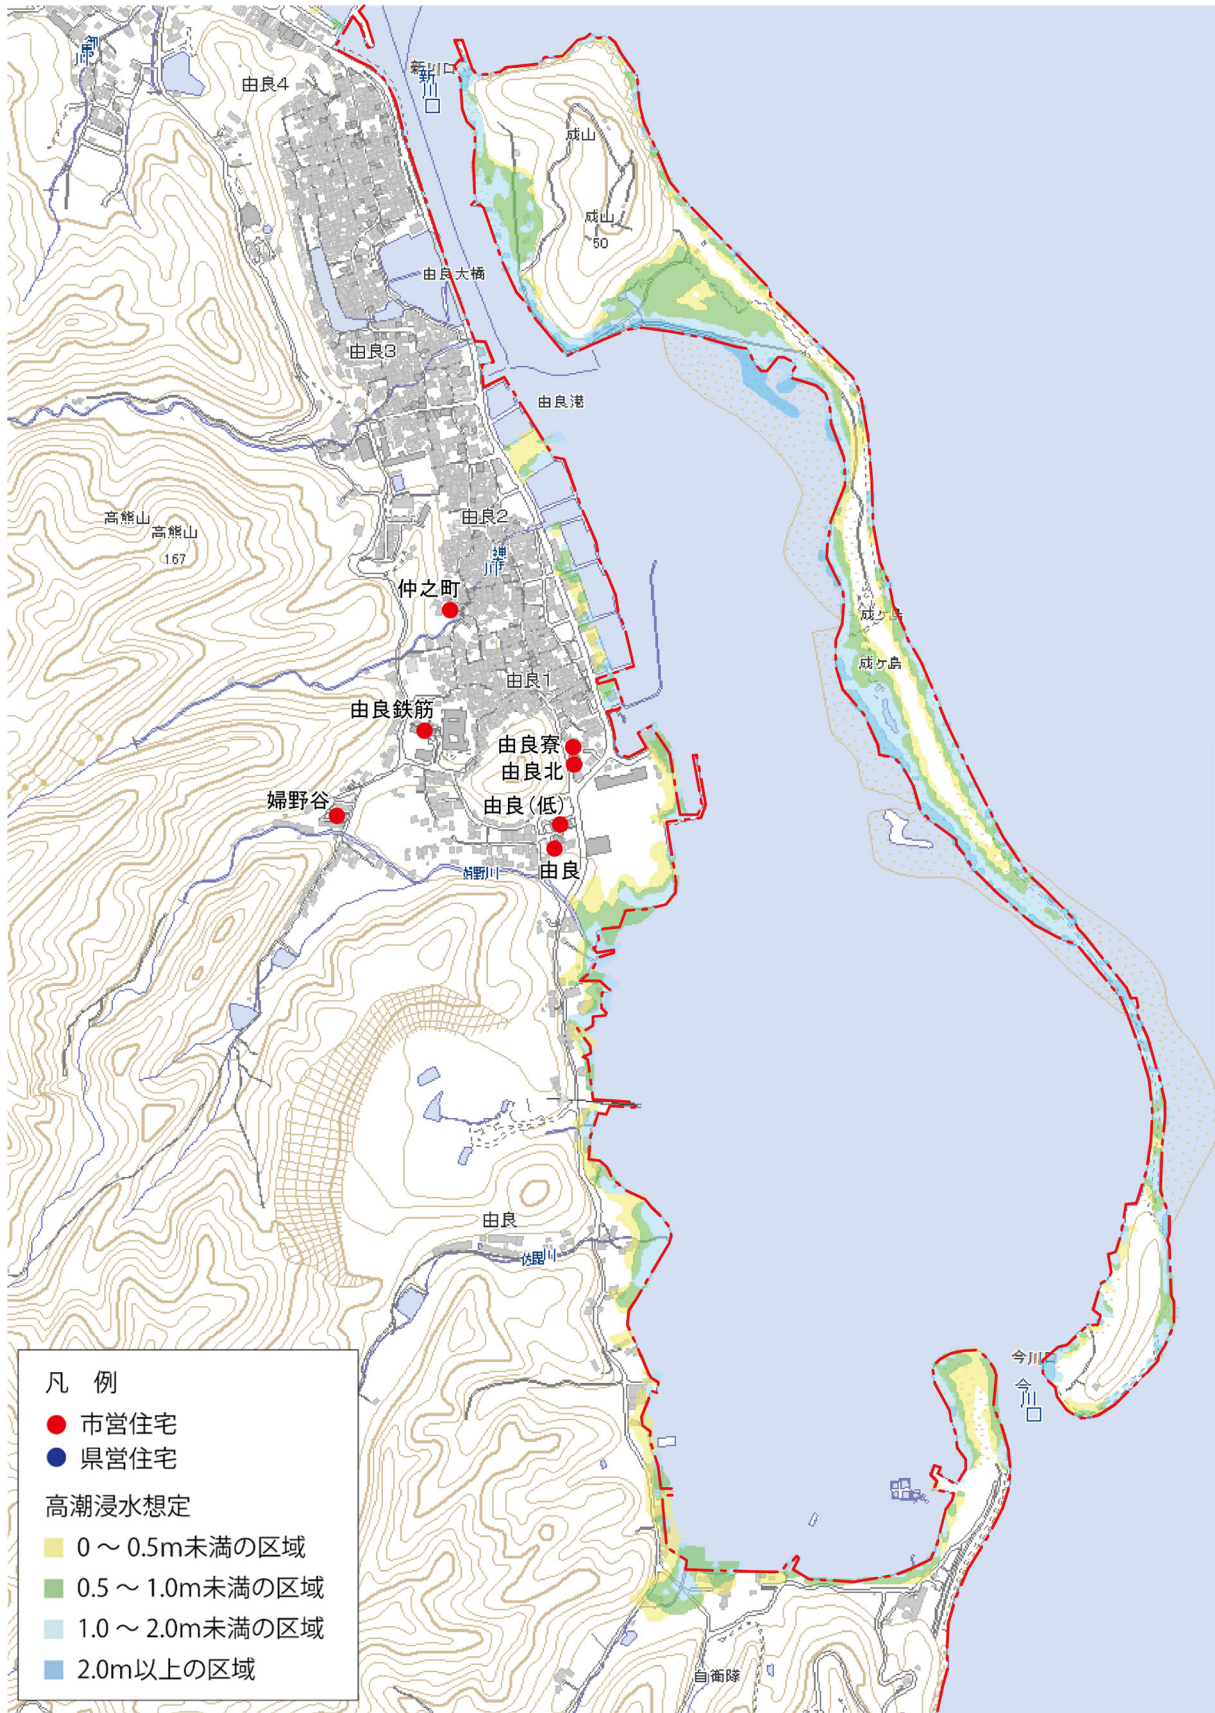 由良4
新川口
新川口
成山
成山
50
由良大橋
由良3
由良港
高熊山
高熊山
167
由良2
仲之町
成ケ島
成ヶ島
由良1
由良鉄筋
由良寮
由良北
婦野谷
由良(低)
由良
由良
今川口
今川口
自衛隊
凡 例
市営住宅
県営住宅
高潮浸水想定
0 ～ 0.5m未満の区域
0.5 ～ 1.0m未満の区域
1.0 ～ 2.0m未満の区域
2.0m以上の区域